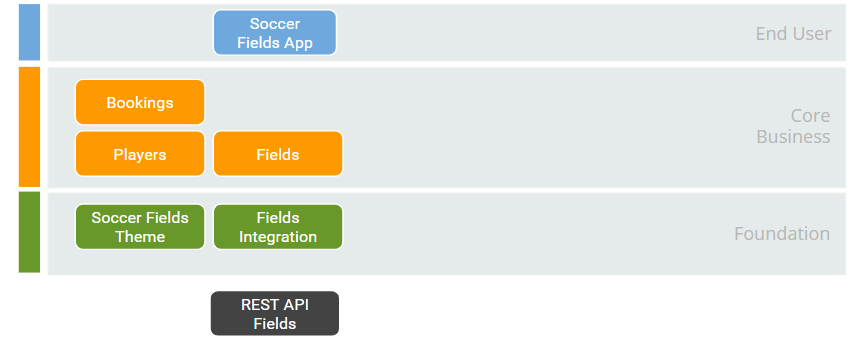 Soccer
Fields App
End User
Bookings
Players
Fields
Core
Business
Soccer Fields
Theme
Fields
Integration
Foundation
REST API
Fields